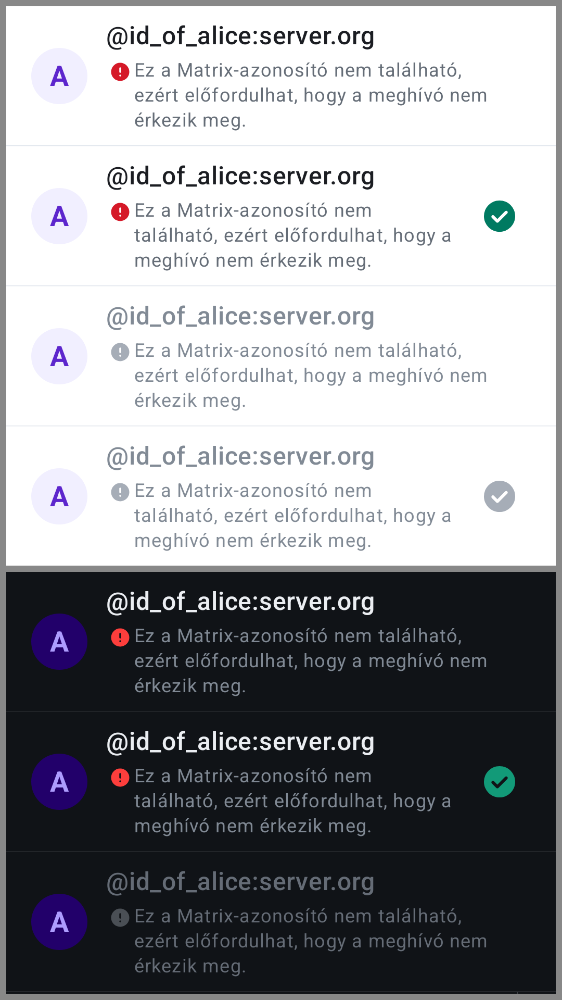 @id_of_alice:server.org
A
Ez a Matrix-azonosító nem található,
ezért előfordulhat, hogy a meghívó nem
érkezik meg.
@id_of_alice:server.org
A
Ez a Matrix-azonosító nem
található, ezért előfordulhat, hogy a
meghívó nem érkezik meg.
@id_of_alice:server.org
A
Ez a Matrix-azonosító nem található,
ezért előfordulhat, hogy a meghívó nem
érkezik meg.
@id_of_alice:server.org
A
Ez a Matrix-azonosító nem
található, ezért előfordulhat, hogy a
meghívó nem érkezik meg.
@id_of_alice:server.org
A
Ez a Matrix-azonosító nem található,
ezért előfordulhat, hogy a meghívó nem
érkezik meg.
@id_of_alice:server.org
A
Ez a Matrix-azonosító nem
található, ezért előfordulhat, hogy a
meghívó nem érkezik meg.
@id_of_alice:server.org
A
Ez a Matrix-azonosító nem található,
ezért előfordulhat, hogy a meghívó nem
érkezik meg.